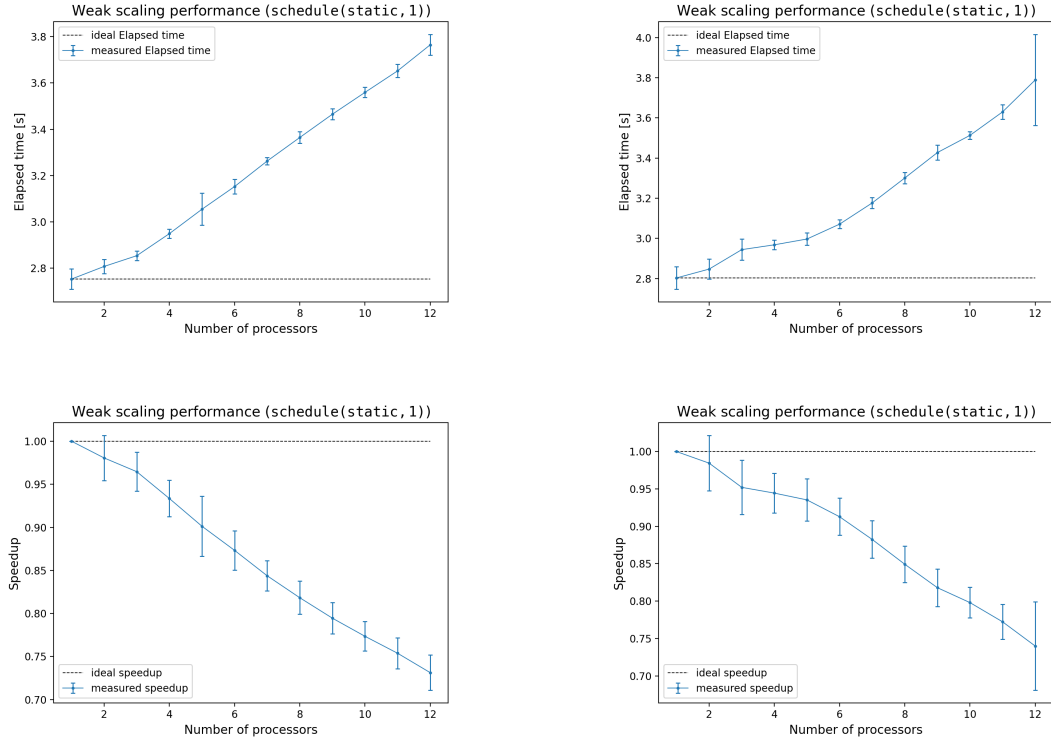 Weak scaling performance (schedule(static,1))
ideal Elapsed time
measured Elapsed time
Elapsed time [s]
3.8
3.6
3.4
3.2
3.0
2.8
2 4 6 8 10 12
Number of processors
Weak scaling performance (schedule(static,1))
ideal Elapsed time
measured Elapsed time
Elapsed time [s]
4.0
3.8
3.6
3.4
3.2
3.0
2.8
2 4 6 8 10 12
Number of processors
Weak scaling performance (schedule(static,1))
Speedup
1.00
0.95
0.90
0.85
0.80
0.75
0.70
ideal speedup
measured speedup
2 4 6 8 10 12
Number of processors
Weak scaling performance (schedule(static,1))
Speedup
1.00
0.95
0.90
0.85
0.80
0.75
0.70
ideal speedup
measured speedup
2 4 6 8 10 12
Number of processors